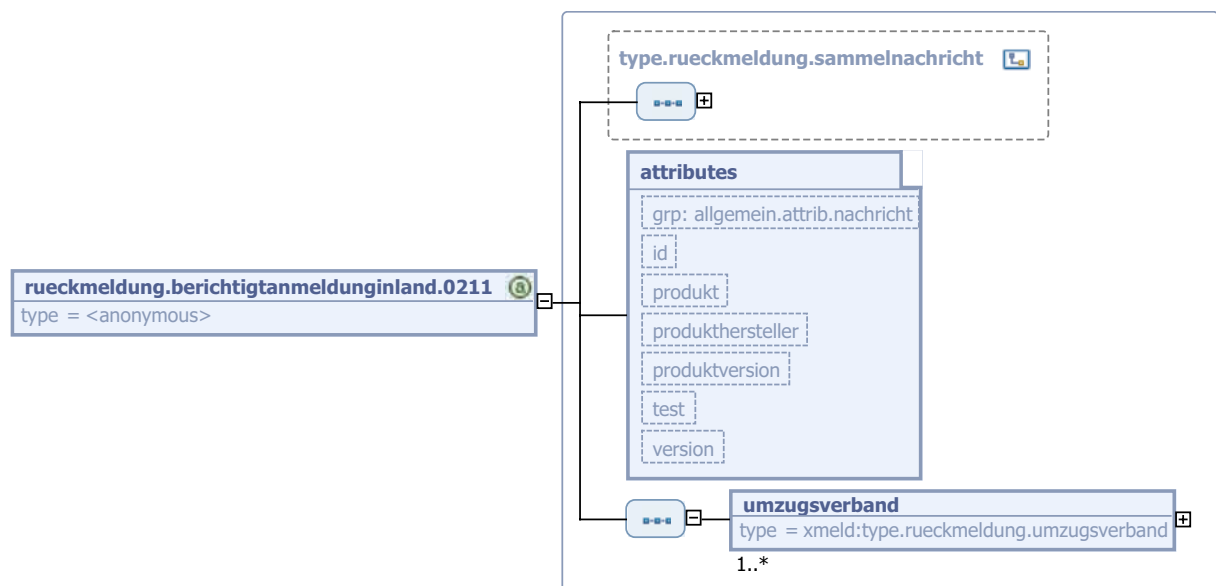 type.rueckmeldung.sammelnachricht
attributes
grp: allgemein.attrib.nachricht
id
produkt
rueckmeldung.berichtigtanmeldunginland.0211
type = <anonymous>
produkthersteller
produktversion
test
version
umzugsverband
type = xmeld:type.rueckmeldung.umzugsverband
1..*